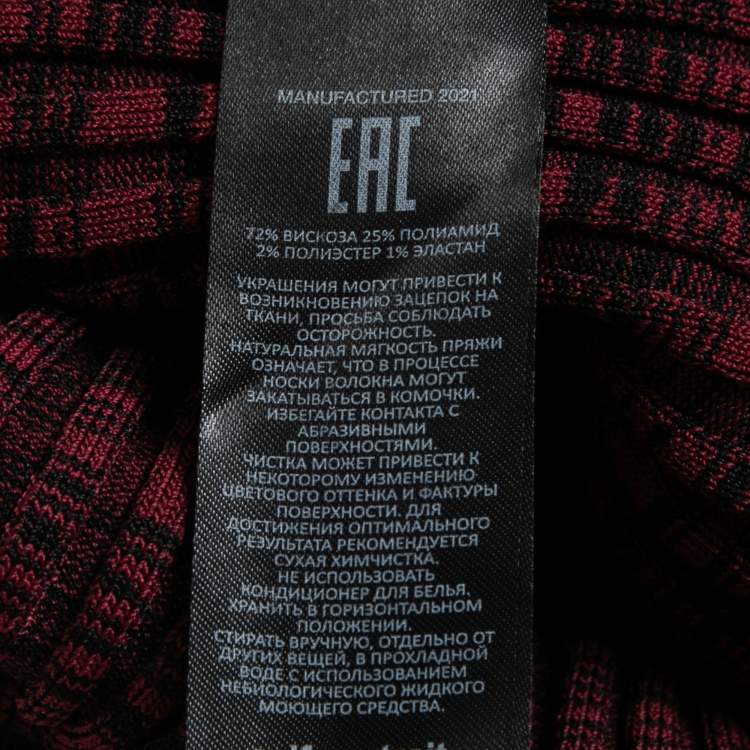 MANUFACTURED 2021
EAC
72% ВИСКОЗА 25% ПОЛИАМИД
2% ПОЛИЭСТЕР 1% ЭЛАСТАН
УКРАШЕНИЯ МОГУТ ПРИВЕСТИ К
ВОЗНИКНОВЕНИЮ ЗАЦЕПОК НА
ТКАНИ, ПРОСЬБА СОБЛЮДАТЬ
ОСТОРОЖНОСТЬ.
НАТУРАЛЬНАЯ МЯГКОСТЬ ПРЯЖИ
ОЗНАЧАЕТ, ЧТО В ПРОЦЕССЕ
НОСКИ ВОЛОКНА МОГУТ
ЗАКАТЫВАТЬСЯ В КОМОЧКИ.
ИЗБЕГАЙТЕ КОНТАКТА С
АБРАЗИВНЫМИ
ПОВЕРХНОСТЯМИ.
ЧИСТКА МОЖЕТ ПРИВЕСТИ К
НЕКОТОРОМУ ИЗМЕНЕНИЮ
ЦВЕТОВОГО ОТТЕНКА И ФАКТУРЫ
ПОВЕРХНОСТИ. ДЛЯ
ДОСТИЖЕНИЯ ОПТИМАЛЬНОГО
РЕЗУЛЬТАТА РЕКОМЕНДУЕТСЯ
СУХАЯ ХИМЧИСТКА.
НЕ ИСПОЛЬЗОВАТЬ
КОНДИЦИОНЕР ДЛЯ БЕЛЬЯ.
ХРАНИТЬ В ГОРИЗОНТАЛЬНОМ
ПОЛОЖЕНИИ.
СТИРАТЬ ВРУЧНУЮ, ОТДЕЛЬНО ОТ
ДРУГИХ ВЕЩЕЙ, В ПРОХЛАДНОЙ
ВОДЕ С ИСПОЛЬЗОВАНИЕМ
НЕБИОЛОГИЧЕСКОГО ЖИДКОГО
МОЮЩЕГО СРЕДСТВА.